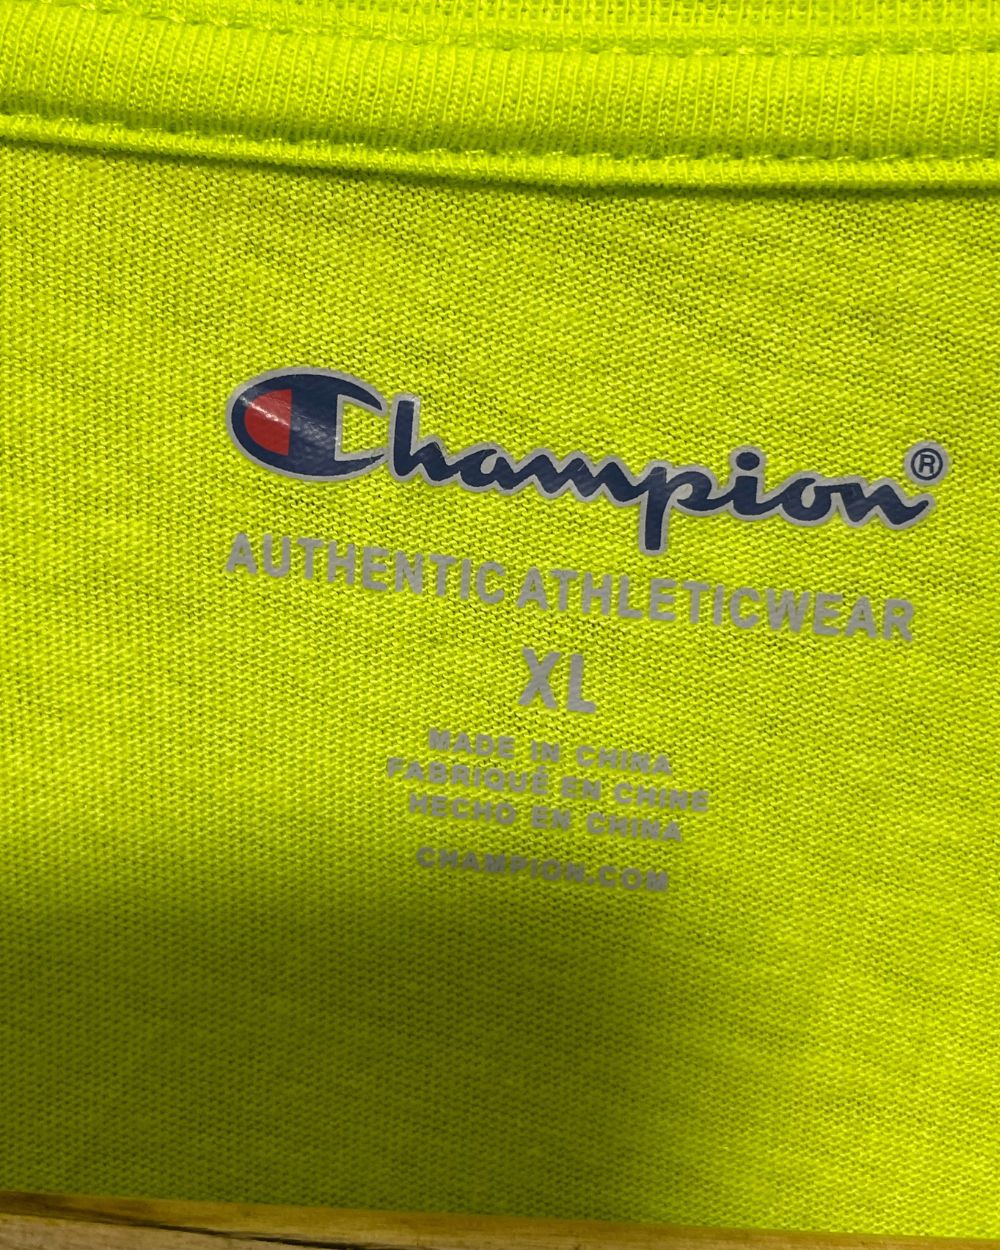 Champion®
AUTHENTIC ATHLETICWEAR
XL
MADE IN CHINA
FABRIQUÉ EN CHINE
HECHO EN CHINA
CHAMPION.COM